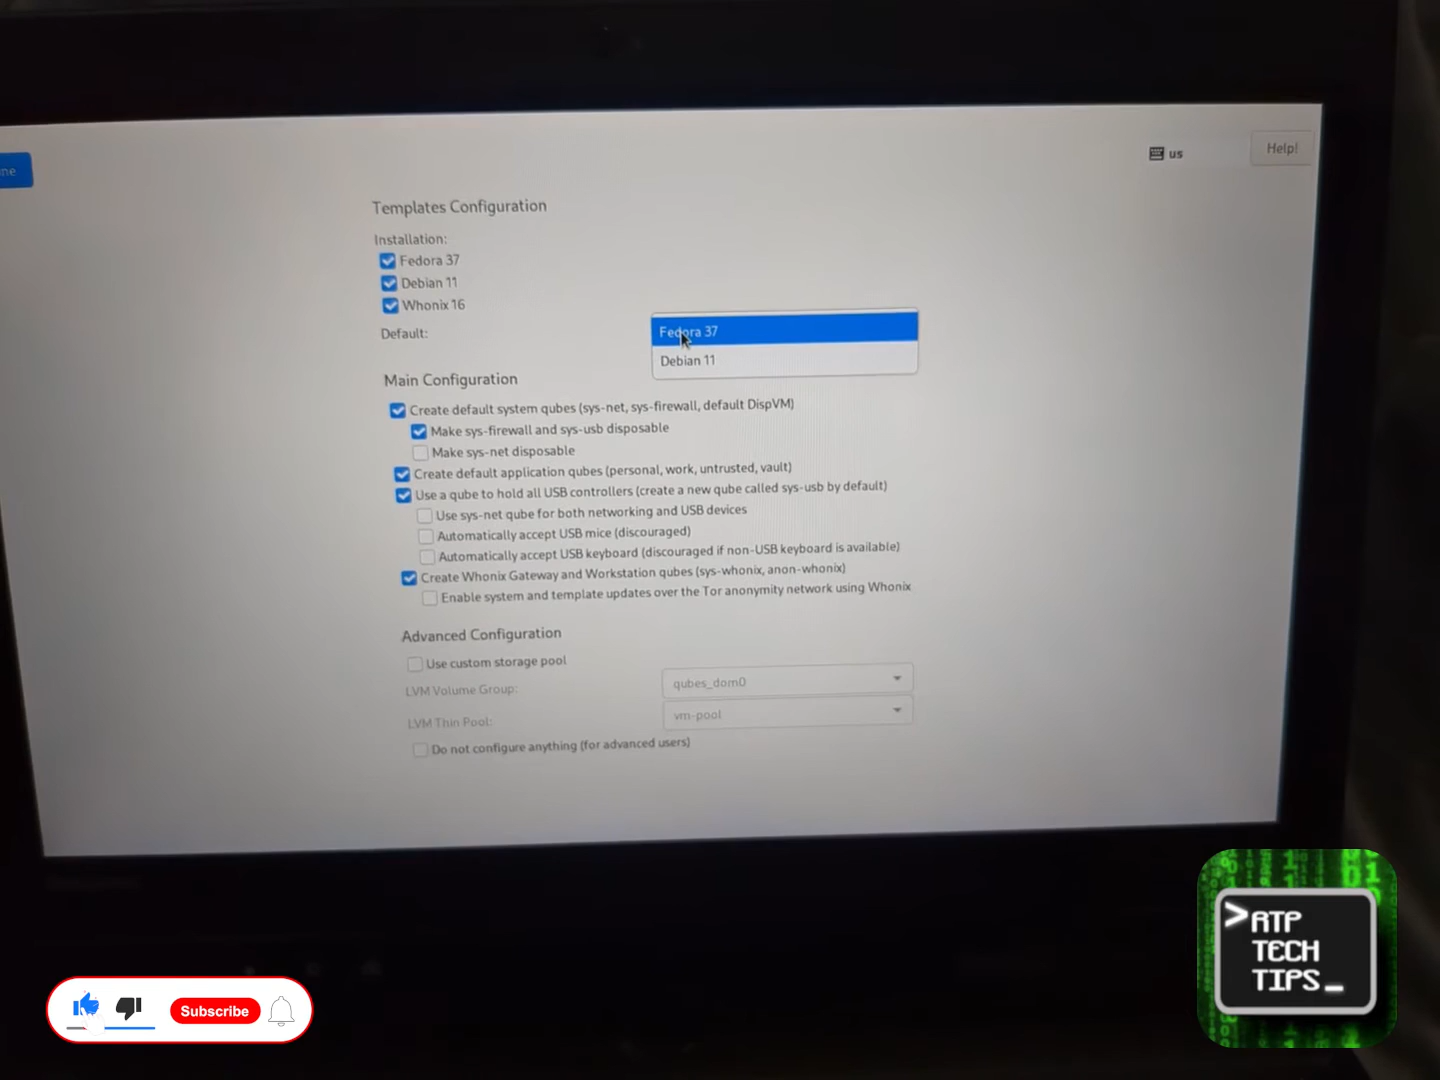 ne
us
Help!
Templates Configuration
Installation:
Fedora 37
Debian 11
Whonix 16
Default:
Fedora 37
Debian 11
Main Configuration
Create default system qubes (sys-net, sys-firewall, default DispVM)
Make sys-firewall and sys-usb disposable
Make sys-net disposable
Create default application qubes (personal, work, untrusted, vault)
Use a qube to hold all USB controllers (create a new qube called sys-usb by default)
Use sys-net qube for both networking and USB devices
Automatically accept USB mice (discouraged)
Automatically accept USB keyboard (discouraged if non-USB keyboard is available)
Create Whonix Gateway and Workstation qubes (sys-whonix, anon-whonix)
Enable system and template updates over the Tor anonymity network using Whonix
Advanced Configuration
Use custom storage pool
LVM Volume Group:
qubes_dom0
LVM Thin Pool:
vm-pool
Do not configure anything (for advanced users)
Subscribe
>ATP
TECH
TIPS_